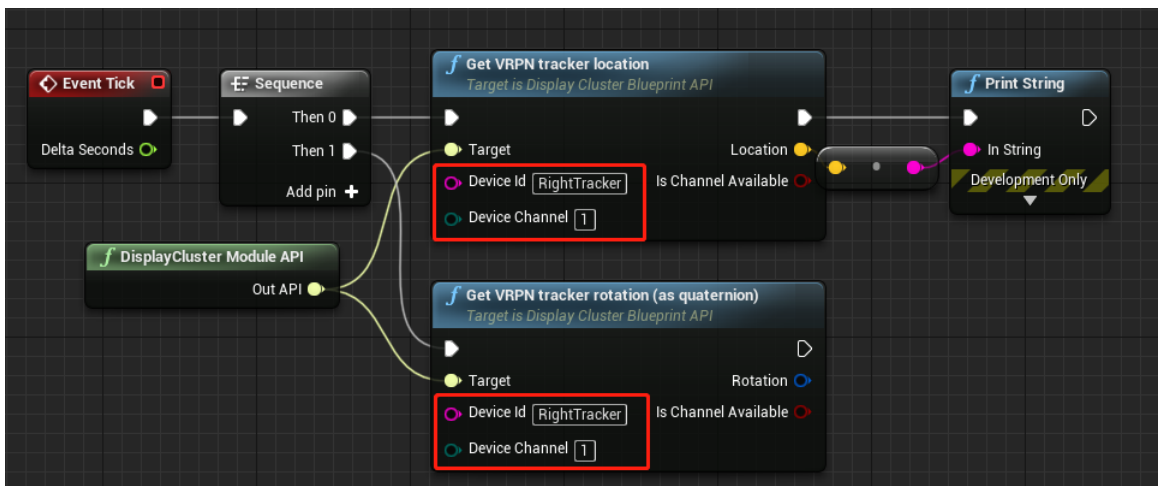 Event Tick
Delta Seconds
Sequence
Then 0
Then 1
Add pin
DisplayCluster Module API
Out API
Get VRPN tracker location
Target is Display Cluster Blueprint API
Target
Location
Device Id RightTracker
Is Channel Available
Device Channel 1
Print String
In String
Development Only
Get VRPN tracker rotation (as quaternion)
Target is Display Cluster Blueprint API
Target
Rotation
Device Id RightTracker
Is Channel Available
Device Channel 1